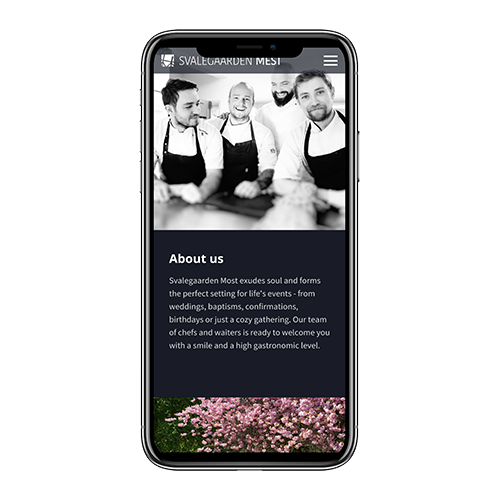 SVALEGAARDEN MEST
About us
Svalegaarden Most exudes soul and forms
the perfect setting for life's events - from
weddings, baptisms, confirmations,
birthdays or just a cozy gathering. Our team
of chefs and waiters is ready to welcome you
with a smile and a high gastronomic level.